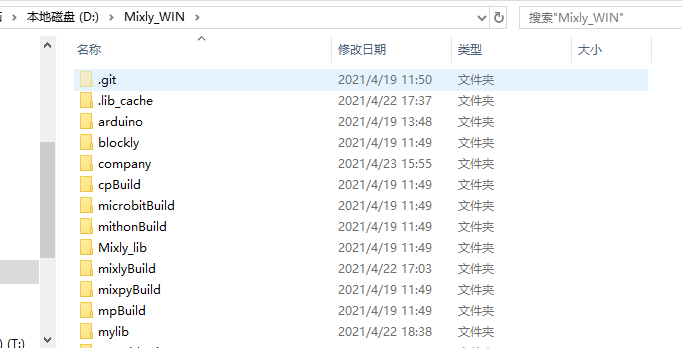 本地磁盘 (D:) › Mixly_WIN ›
搜索"Mixly_WIN"
名称 修改日期 类型 大小
.git 2021/4/19 11:50 文件夹
.lib_cache 2021/4/22 17:37 文件夹
arduino 2021/4/19 13:48 文件夹
blockly 2021/4/19 11:49 文件夹
company 2021/4/23 15:55 文件夹
cpBuild 2021/4/19 11:49 文件夹
microbitBuild 2021/4/19 11:49 文件夹
mithonBuild 2021/4/19 11:49 文件夹
Mixly_lib 2021/4/19 11:49 文件夹
mixlyBuild 2021/4/22 17:03 文件夹
mixpyBuild 2021/4/19 11:49 文件夹
mpBuild 2021/4/19 11:49 文件夹
mylib 2021/4/22 18:38 文件夹
) (T:)